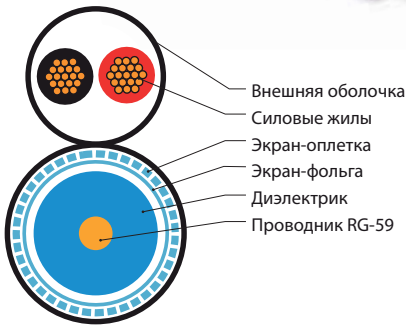 Внешняя оболочка
Силовые жилы
Экран-оплетка
Экран-фольга
Диэлектрик
Проводник RG-59